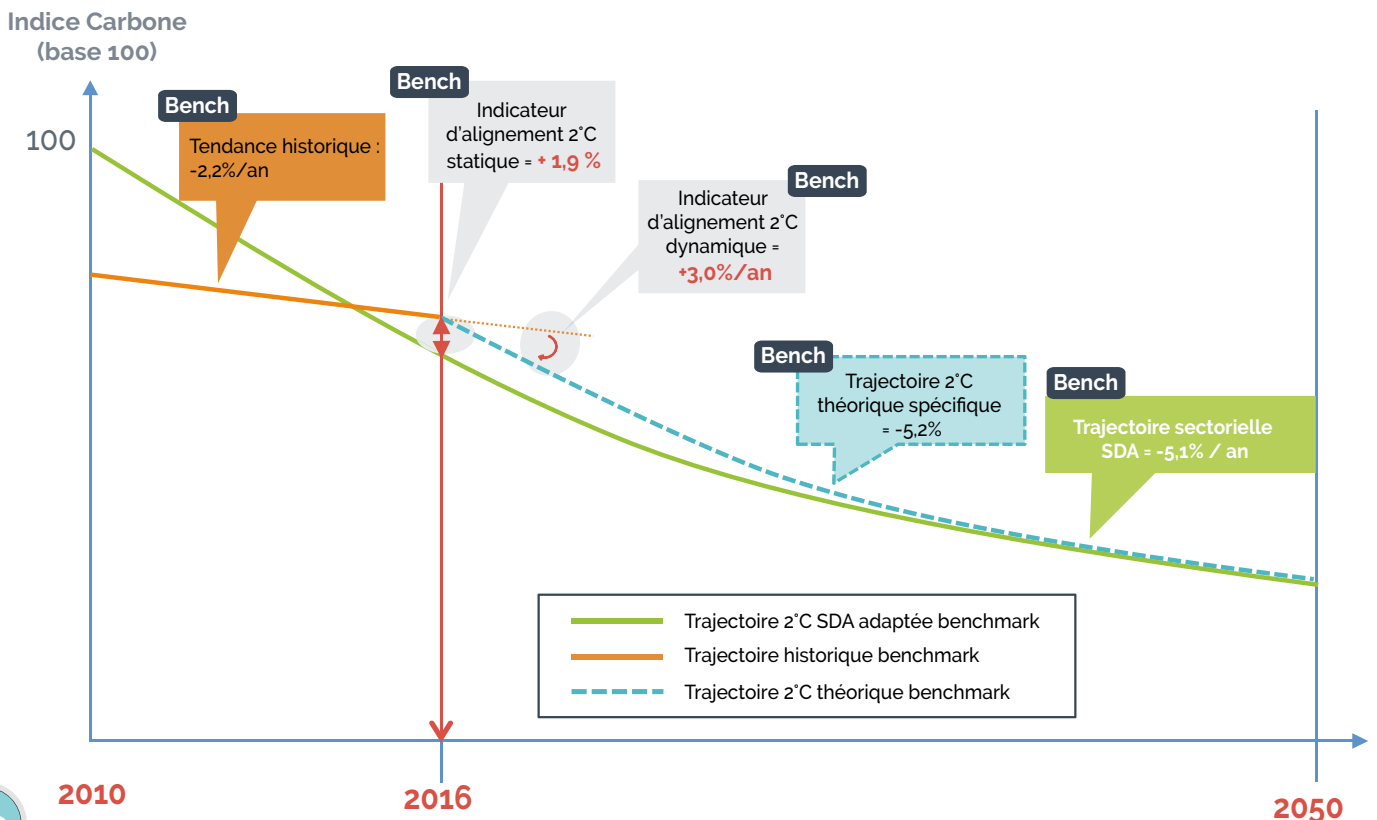 Indice Carbone
(base 100)
100
Bench
Tendance historique :
-2,2%/an
Bench
Indicateur
d'alignement 2°C
statique = + 1,9 %
Bench
Indicateur
d'alignement 2°C
dynamique =
+3,0%/an
Bench
Trajectoire 2°C
théorique spécifique
= -5,2%
Bench
Trajectoire sectorielle
SDA = -5,1% / an
Trajectoire 2°C SDA adaptée benchmark
Trajectoire historique benchmark
Trajectoire 2°C théorique benchmark
2010
2016
2050